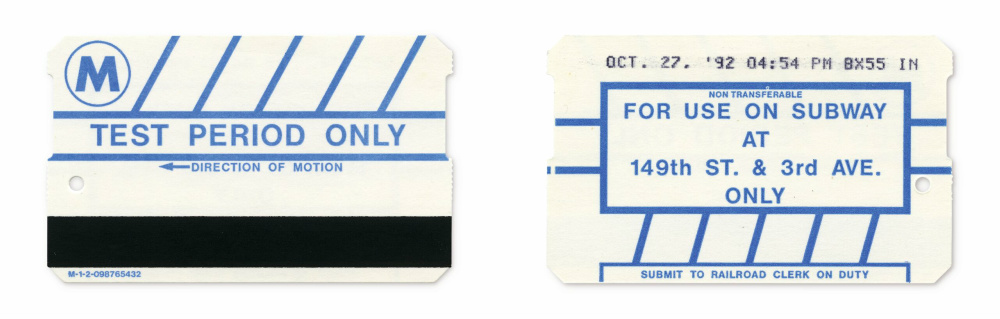 M
TEST PERIOD ONLY
DIRECTION OF MOTION
M-1-2-098765432
OCT. 27, '92 04:54 PM BX55 IN
NON TRANSFERABLE
FOR USE ON SUBWAY
AT
149th ST. & 3rd AVE.
ONLY
SUBMIT TO RAILROAD CLERK ON DUTY